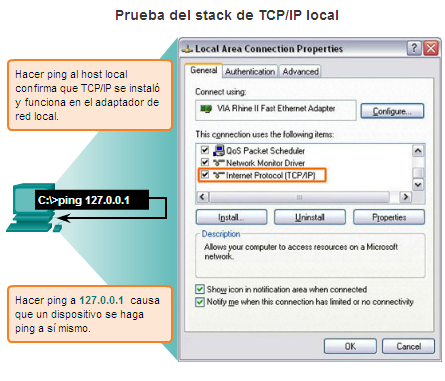 Prueba del stack de TCP/IP local
Hacer ping al host local
confirma que TCP/IP se instaló
y funciona en el adaptador de
red local.
C:\>ping 127.0.0.1
Hacer ping a 127.0.0.1 causa
que un dispositivo se haga
ping a sí mismo.
Local Area Connection Properties
General
Authentication
Advanced
Connect using:
VIA Rhine II Fast Ethernet Adapter
Configure...
This connection uses the following items:
QoS Packet Scheduler
Network Monitor Driver
Internet Protocol (TCP/IP)
Install...
Uninstall
Properties
Description
Allows your computer to access resources on a Microsoft
network.
Show icon in notification area when connected
Notify me when this connection has limited or no connectivity
OK
Cancel